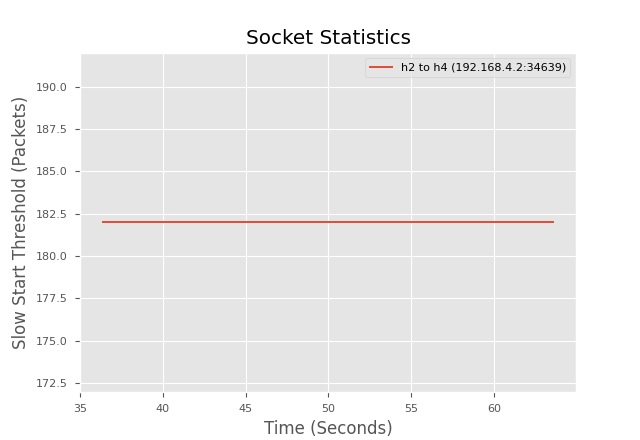 Socket Statistics
h2 to h4 (192.168.4.2:34639)
Slow Start Threshold (Packets)
190.0
187.5
185.0
182.5
180.0
177.5
175.0
172.5
35 40 45 50 55 60
Time (Seconds)